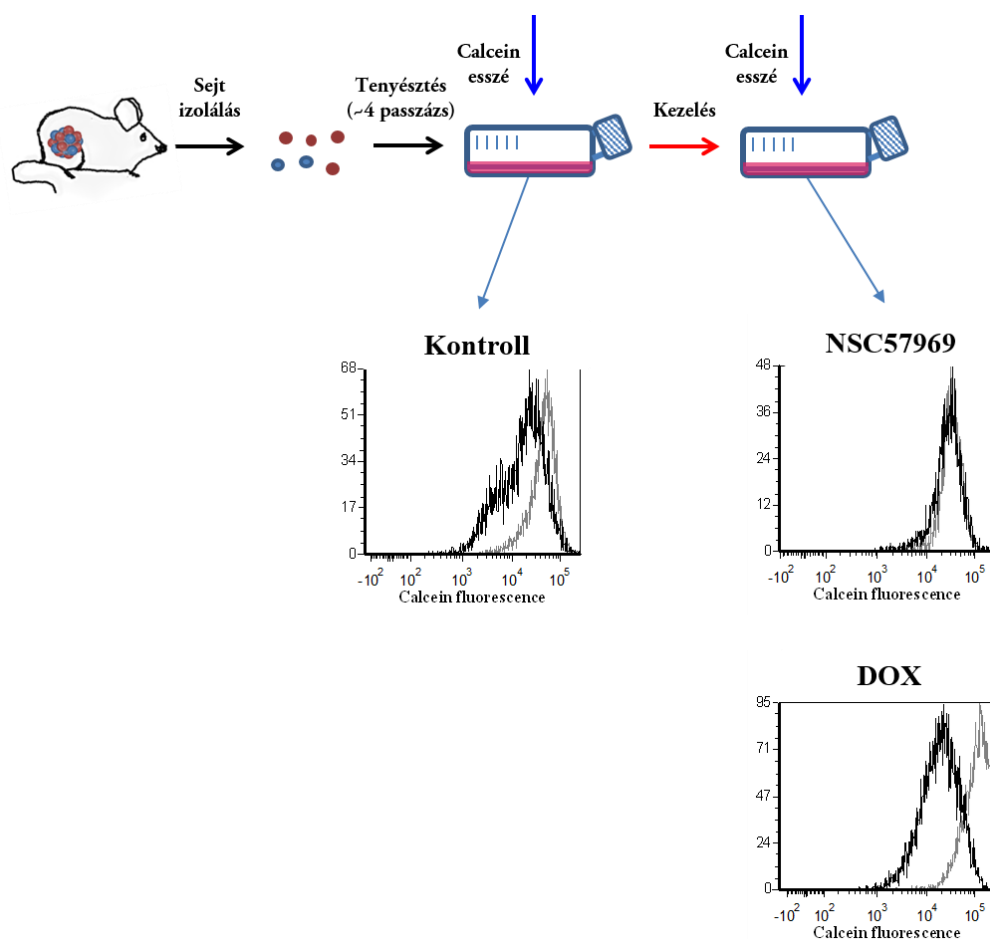 Calcein
esszé
Calcein
esszé
Sejt
izolálás
Tenyésztés
(~4 passzázs)
Kezelés
Kontroll
68
51
34
17
0
-10² 10² 10³ 10⁴ 10⁵
Calcein fluorescence
NSC57969
48
36
24
12
0
-10² 10² 10³ 10⁴ 10⁵
Calcein fluorescence
DOX
95
71
47
24
0
-10² 10² 10³ 10⁴ 10⁵
Calcein fluorescence